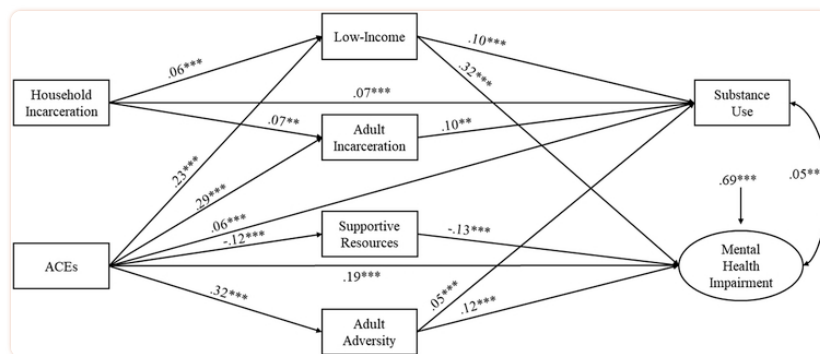 Low-Income
.10***
.06***
.32***
Household
Incarceration
.07***
Substance
Use
.07**
Adult
Incarceration
.10**
.23***
.29***
.05**
.69***
.06***
Supportive
Resources
-.12***
-.13***
ACEs
Mental
Health
Impairment
.19***
.32***
.05***
.12***
Adult
Adversity